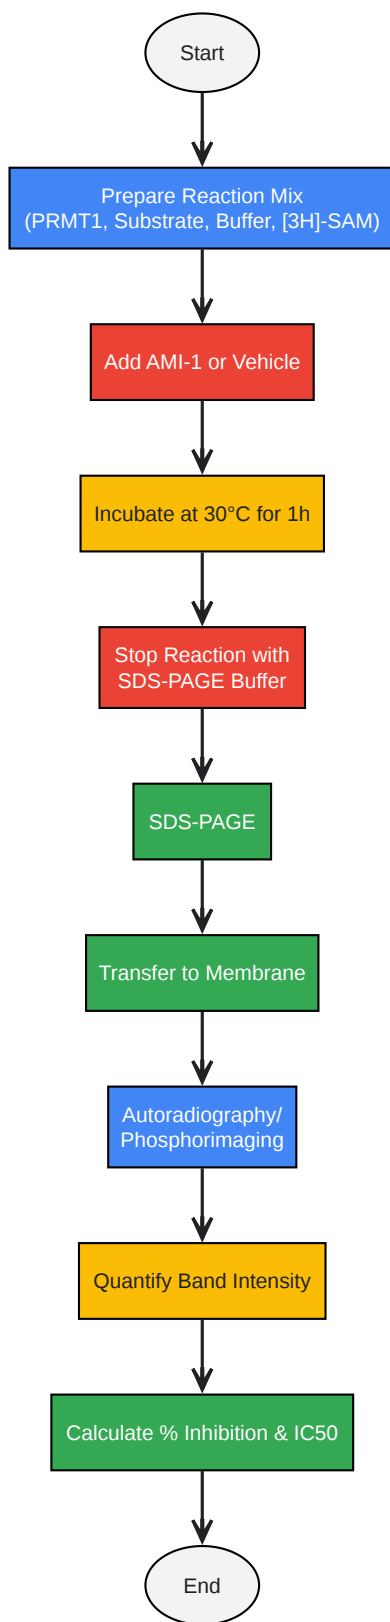 Start
Prepare Reaction Mix
(PRMT1, Substrate, Buffer, [3H]-SAM)
Add AMI-1 or Vehicle
Incubate at 30°C for 1h
Stop Reaction with
SDS-PAGE Buffer
SDS-PAGE
Transfer to Membrane
Autoradiography/
Phosphorimaging
Quantify Band Intensity
Calculate % Inhibition & IC50
End